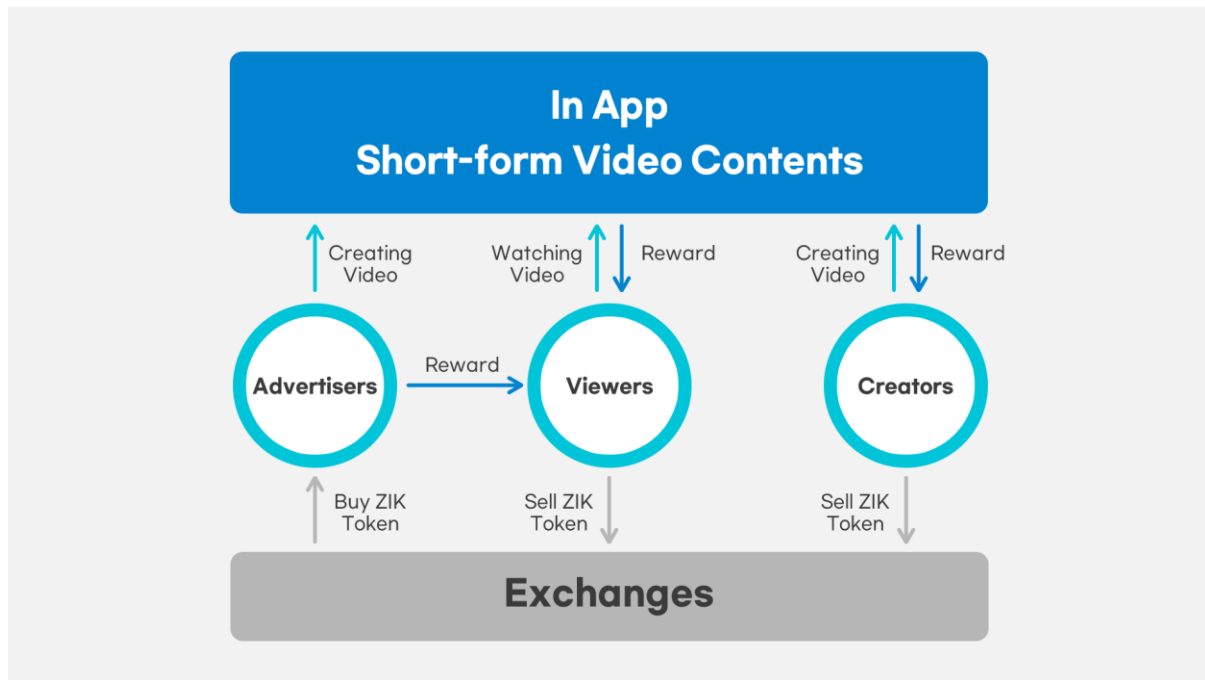 In App
Short-form Video Contents
Creating
Video
Watching
Video
Reward
Creating
Video
Reward
Advertisers
Reward
Viewers
Creators
Buy ZIK
Token
Sell ZIK
Token
Sell ZIK
Token
Exchanges